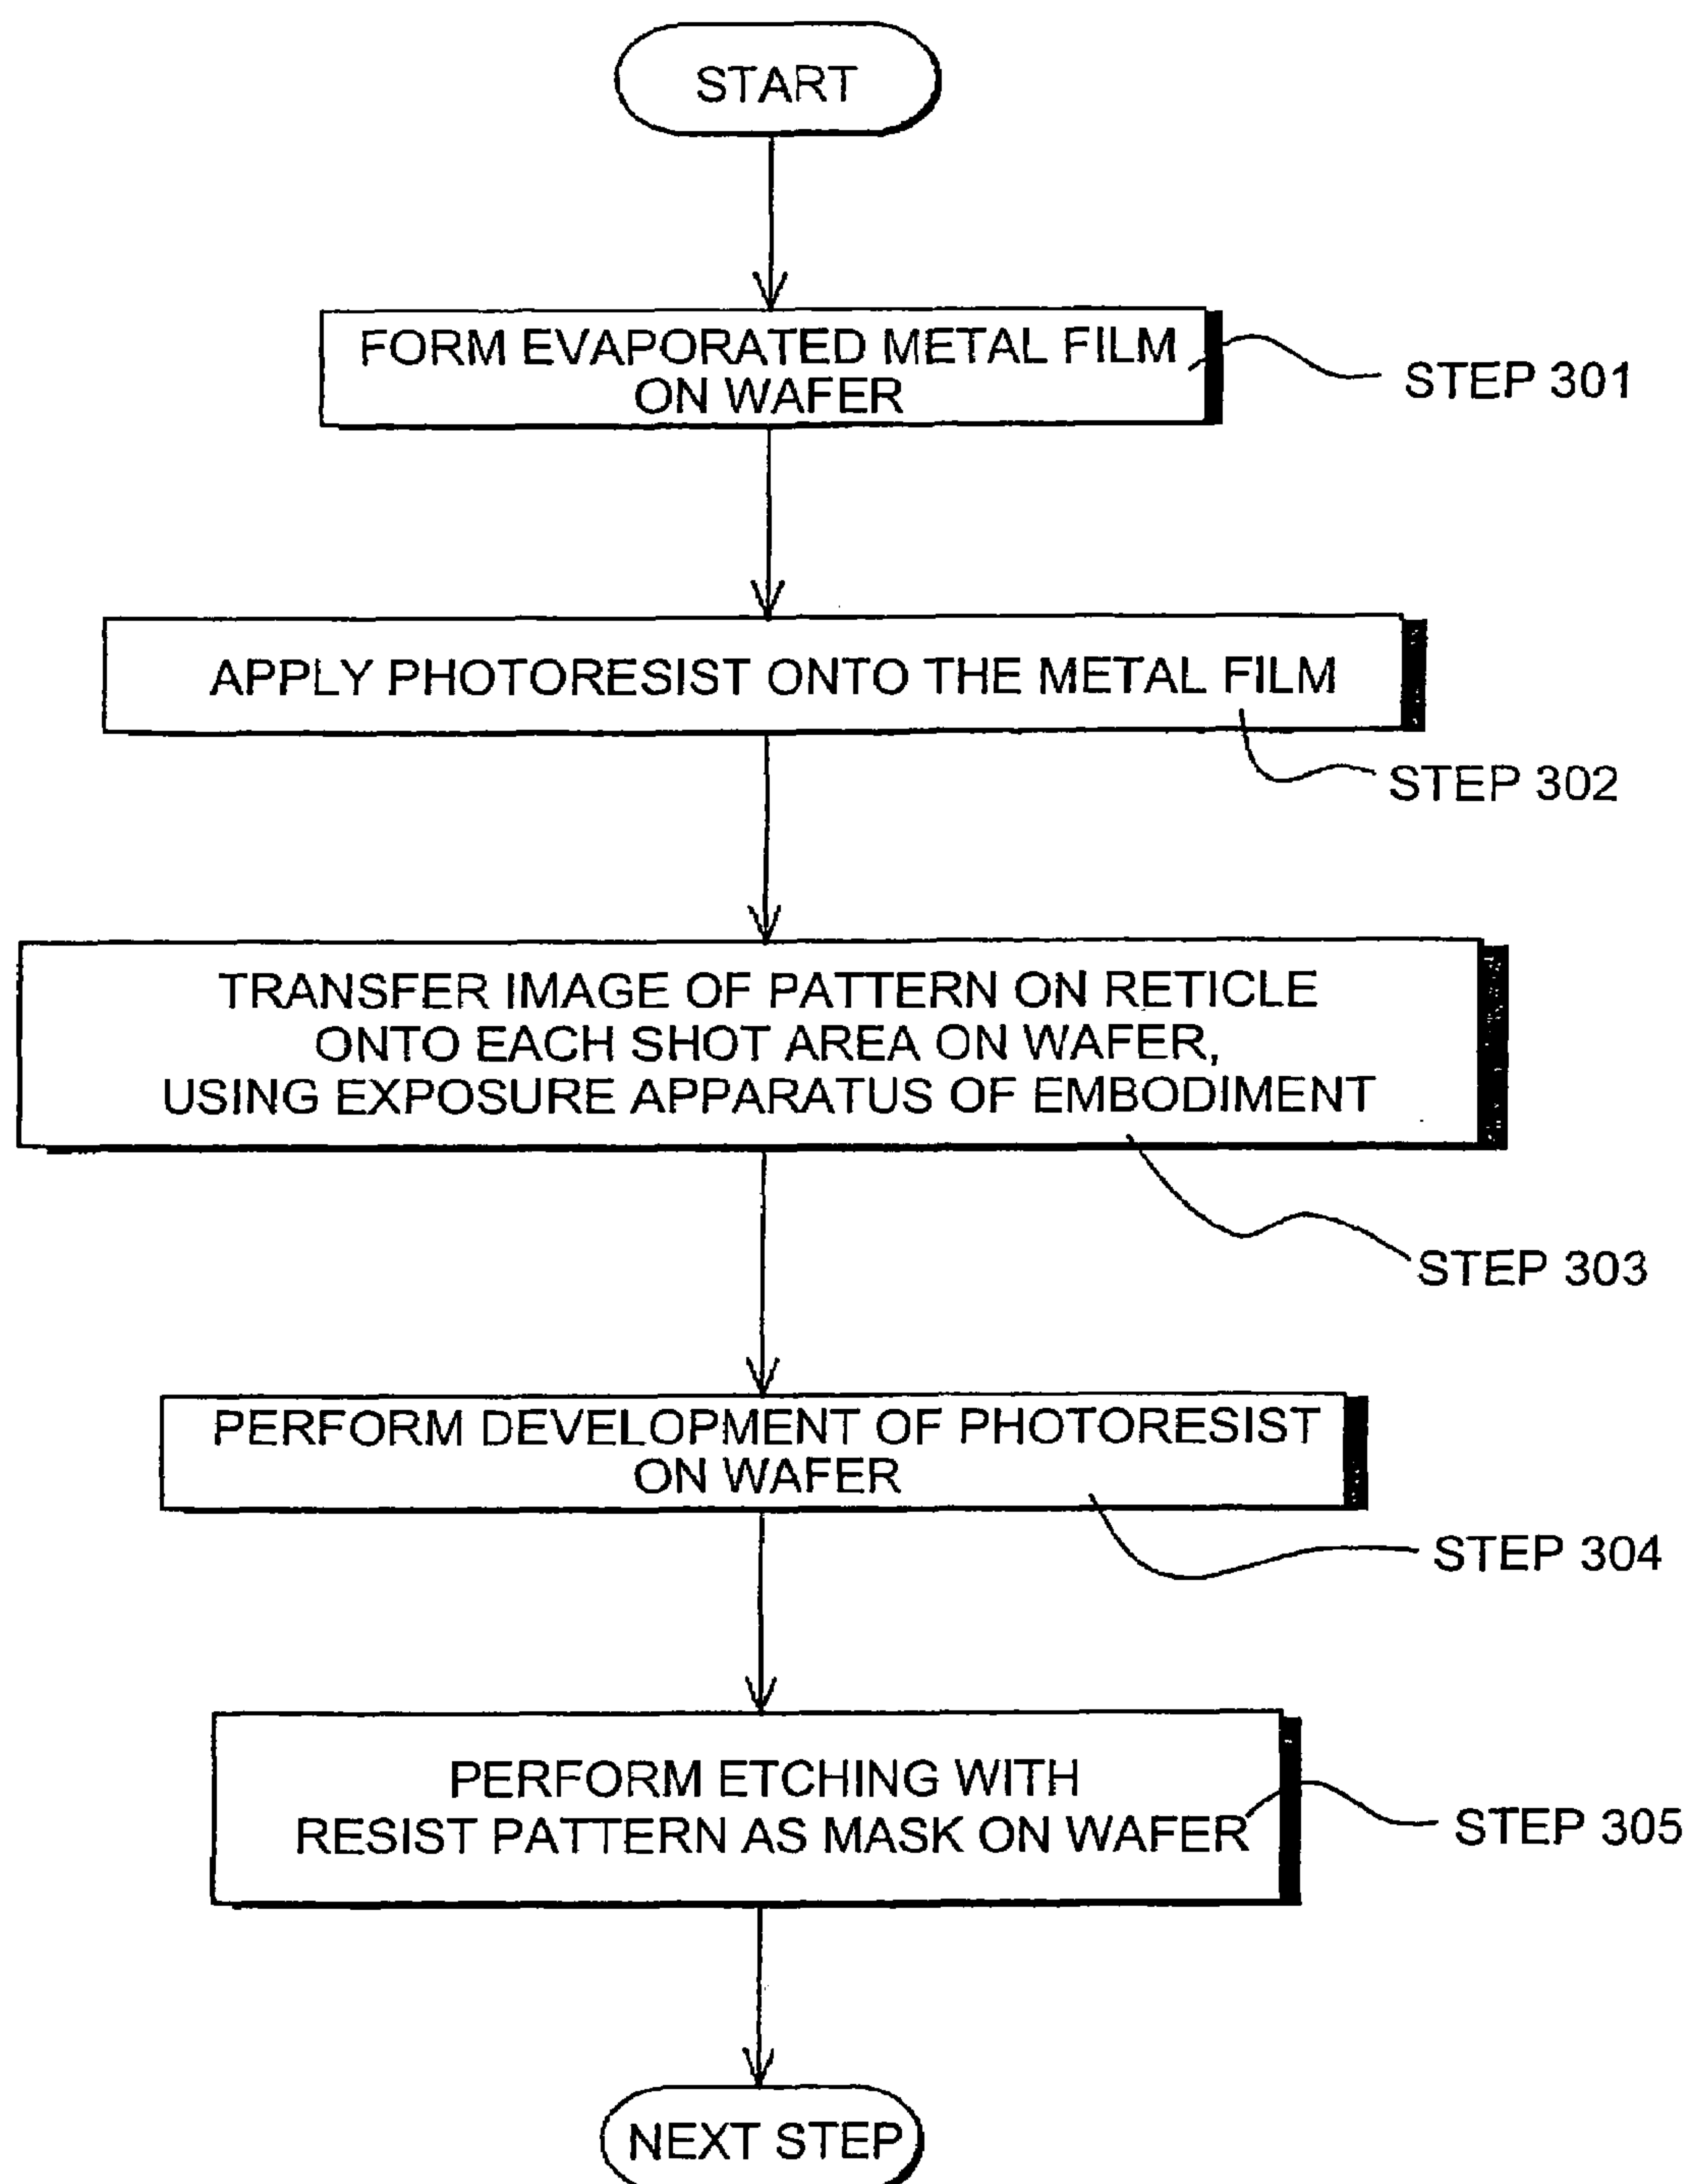 START
FORM EVAPORATED METAL FILM
ON WAFER
STEP 301
APPLY PHOTORESIST ONTO THE METAL FILM
STEP 302
TRANSFER IMAGE OF PATTERN ON RETICLE
ONTO EACH SHOT AREA ON WAFER,
USING EXPOSURE APPARATUS OF EMBODIMENT
STEP 303
PERFORM DEVELOPMENT OF PHOTORESIST
ON WAFER
STEP 304
PERFORM ETCHING WITH
RESIST PATTERN AS MASK ON WAFER
STEP 305
NEXT STEP